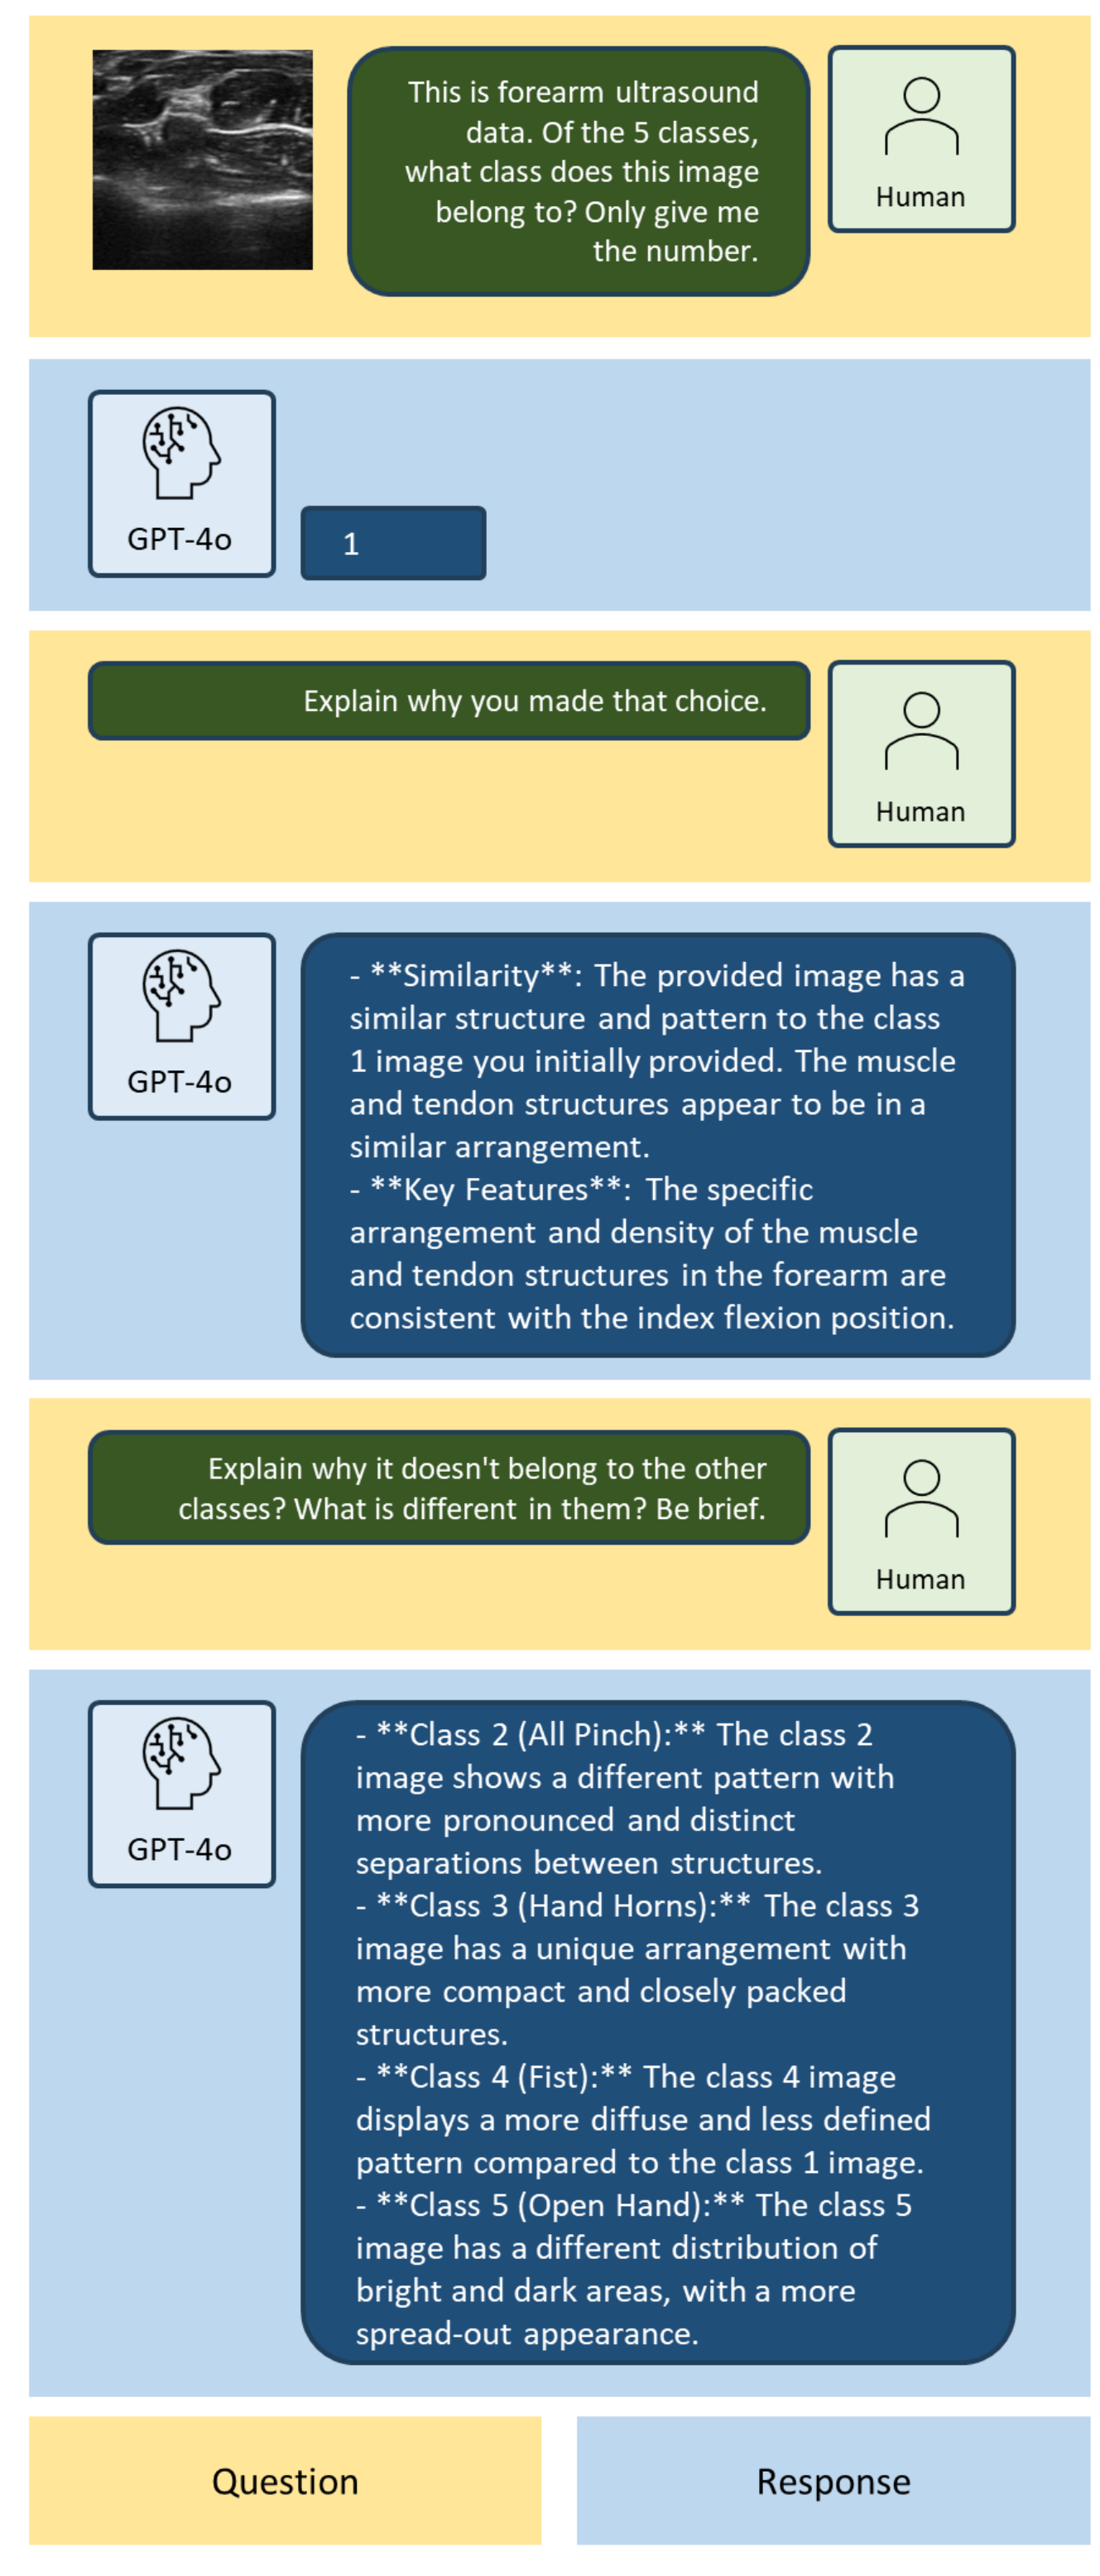 This is forearm ultrasound
data. Of the 5 classes,
what class does this image
belong to? Only give me
the number.
Human
GPT-4o
1
Explain why you made that choice.
Human
GPT-4o
- **Similarity**: The provided image has a
similar structure and pattern to the class
1 image you initially provided. The muscle
and tendon structures appear to be in a
similar arrangement.
- **Key Features**: The specific
arrangement and density of the muscle
and tendon structures in the forearm are
consistent with the index flexion position.
Explain why it doesn't belong to the other
classes? What is different in them? Be brief.
Human
GPT-4o
- **Class 2 (All Pinch):** The class 2
image shows a different pattern with
more pronounced and distinct
separations between structures.
- **Class 3 (Hand Horns):** The class 3
image has a unique arrangement with
more compact and closely packed
structures.
- **Class 4 (Fist):** The class 4 image
displays a more diffuse and less defined
pattern compared to the class 1 image.
- **Class 5 (Open Hand):** The class 5
image has a different distribution of
bright and dark areas, with a more
spread-out appearance.
Question
Response